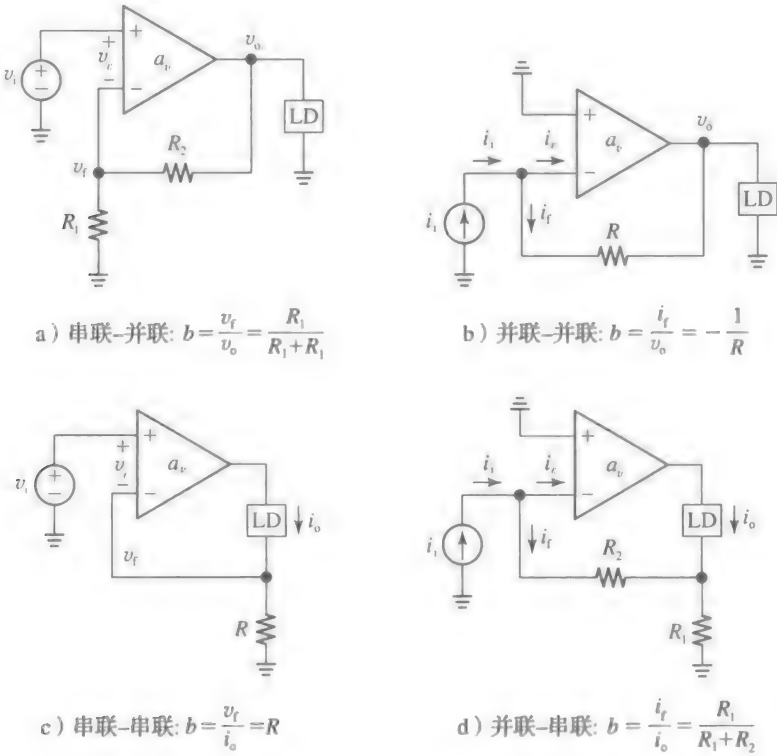 v_i
+
−
+
v_ε
−
+
−
a_v
v_o
LD
R_2
v_f
R_1
a）串联–并联: b = v_f/v_o = R_1/(R_1+R_1)
+
−
a_v
v_o
LD
i_i
i_ε
i_i
i_f
R
b）并联–并联: b = i_f/v_o = −1/R
v_i
+
−
+
−
+
−
a_v
LD
i_o
v_f
R
c）串联–串联: b = v_f/i_o = R
+
−
a_v
LD
i_o
i_i
i_ε
i_i
i_f
R_2
R_1
d）并联–串联: b = i_f/i_o = R_1/(R_1+R_2)